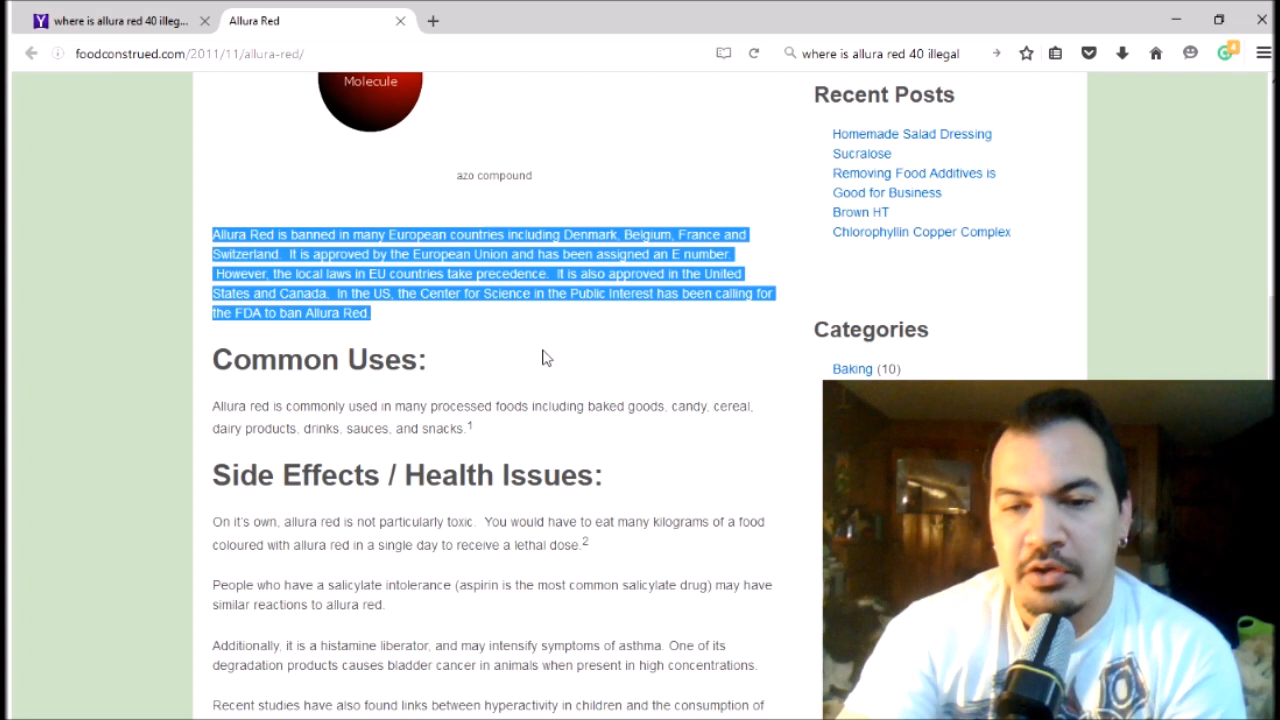 where is allura red 40 illeg...
Allura Red
foodconstrued.com/2011/11/allura-red/
where is allura red 40 illegal
4
Molecule
azo compound
Allura Red is banned in many European countries including Denmark, Belgium, France and
Switzerland. It is approved by the European Union and has been assigned an E number.
However, the local laws in EU countries take precedence. It is also approved in the United
States and Canada. In the US, the Center for Science in the Public Interest has been calling for
the FDA to ban Allura Red.
Common Uses:
Allura red is commonly used in many processed foods including baked goods, candy, cereal,
dairy products, drinks, sauces, and snacks.1
Side Effects / Health Issues:
On it's own, allura red is not particularly toxic. You would have to eat many kilograms of a food
coloured with allura red in a single day to receive a lethal dose.2
People who have a salicylate intolerance (aspirin is the most common salicylate drug) may have
similar reactions to allura red.
Additionally, it is a histamine liberator, and may intensify symptoms of asthma. One of its
degradation products causes bladder cancer in animals when present in high concentrations.
Recent studies have also found links between hyperactivity in children and the consumption of
Recent Posts
Homemade Salad Dressing
Sucralose
Removing Food Additives is
Good for Business
Brown HT
Chlorophyllin Copper Complex
Categories
Baking (10)